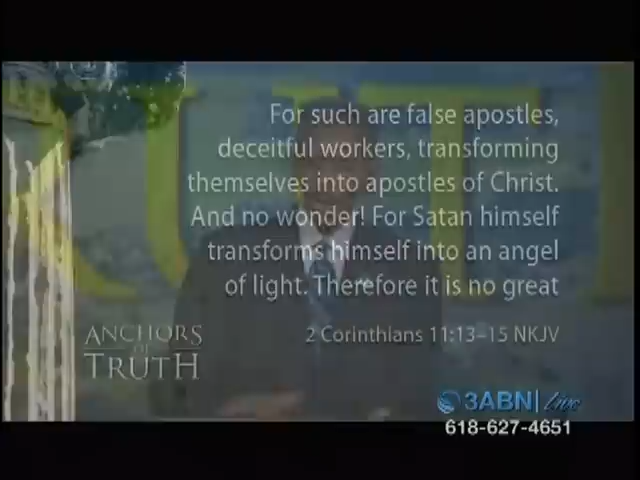 For such are false apostles,
deceitful workers, transforming
themselves into apostles of Christ.
And no wonder! For Satan himself
transforms himself into an angel
of light. Therefore it is no great
2 Corinthians 11:13–15 NKJV
ANCHORS
OF
TRUTH
3ABN live
618-627-4651